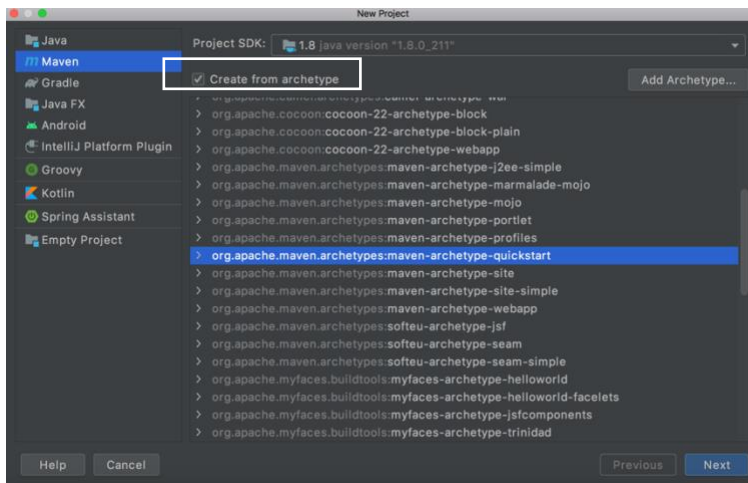 New Project
Java
Maven
Gradle
Java FX
Android
IntelliJ Platform Plugin
Groovy
Kotlin
Spring Assistant
Empty Project
Project SDK: 1.8 java version "1.8.0_211"
Create from archetype
Add Archetype...
org.apache.camel.archetypes:camel-archetype-war
org.apache.cocoon:cocoon-22-archetype-block
org.apache.cocoon:cocoon-22-archetype-block-plain
org.apache.cocoon:cocoon-22-archetype-webapp
org.apache.maven.archetypes:maven-archetype-j2ee-simple
org.apache.maven.archetypes:maven-archetype-marmalade-mojo
org.apache.maven.archetypes:maven-archetype-mojo
org.apache.maven.archetypes:maven-archetype-portlet
org.apache.maven.archetypes:maven-archetype-profiles
org.apache.maven.archetypes:maven-archetype-quickstart
org.apache.maven.archetypes:maven-archetype-site
org.apache.maven.archetypes:maven-archetype-site-simple
org.apache.maven.archetypes:maven-archetype-webapp
org.apache.maven.archetypes:softeu-archetype-jsf
org.apache.maven.archetypes:softeu-archetype-seam
org.apache.maven.archetypes:softeu-archetype-seam-simple
org.apache.myfaces.buildtools:myfaces-archetype-helloworld
org.apache.myfaces.buildtools:myfaces-archetype-helloworld-facelets
org.apache.myfaces.buildtools:myfaces-archetype-jsfcomponents
org.apache.myfaces.buildtools:myfaces-archetype-trinidad
Help
Cancel
Previous
Next